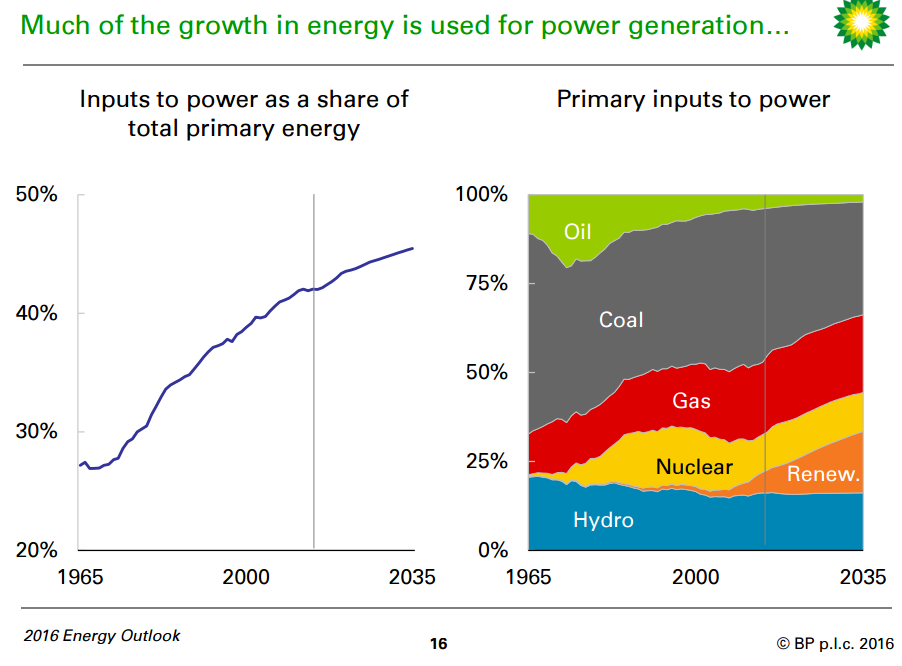 Much of the growth in energy is used for power generation...
Inputs to power as a share of
total primary energy
50%
40%
30%
20%
1965
2000
2035
Primary inputs to power
100%
75%
50%
25%
0%
Oil
Coal
Gas
Nuclear
Renew.
Hydro
1965
2000
2035
2016 Energy Outlook
16
© BP p.l.c. 2016